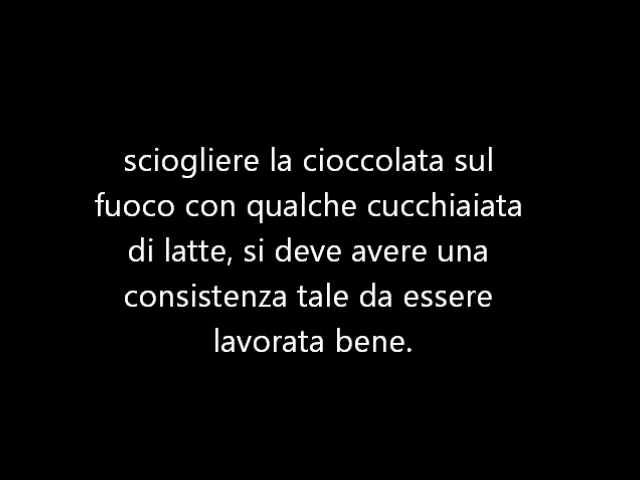 sciogliere la cioccolata sul
fuoco con qualche cucchiaiata
di latte, si deve avere una
consistenza tale da essere
lavorata bene.